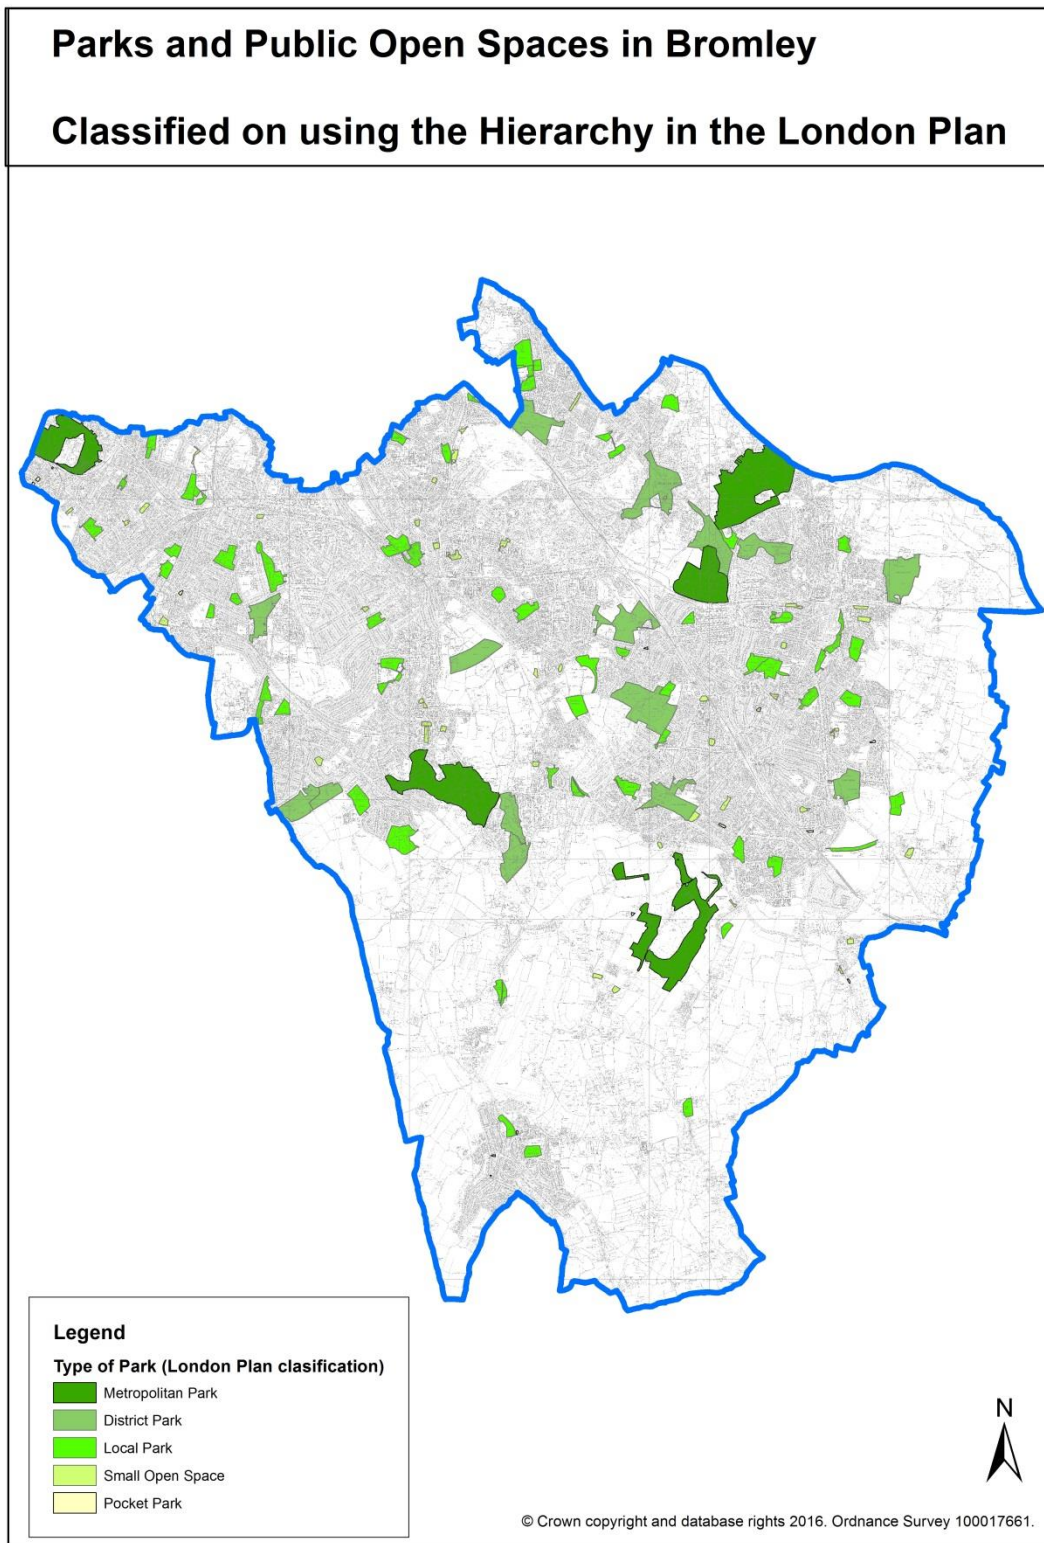 Parks and Public Open Spaces in Bromley
Classified on using the Hierarchy in the London Plan
Legend
Type of Park (London Plan clasification)
Metropolitan Park
District Park
Local Park
Small Open Space
Pocket Park
N
© Crown copyright and database rights 2016. Ordnance Survey 100017661.